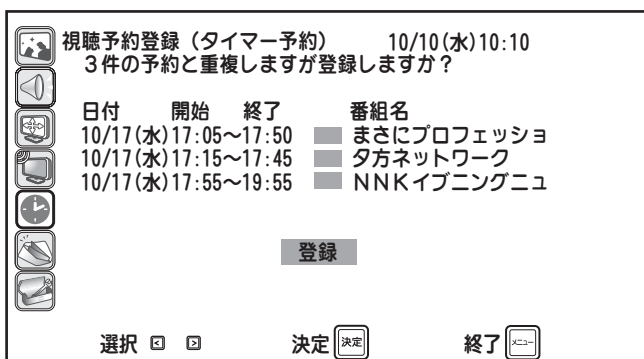 視聴予約登録（タイマー予約） 10/10(水)10:10
3件の予約と重複しますが登録しますか？
日付 開始 終了 番組名
10/17(水)17:05～17:50 まさにプロフェッショ
10/17(水)17:15～17:45 夕方ネットワーク
10/17(水)17:55～19:55 NNKイブニングニュ
登録
選択 決定 決定 終了 メニュー